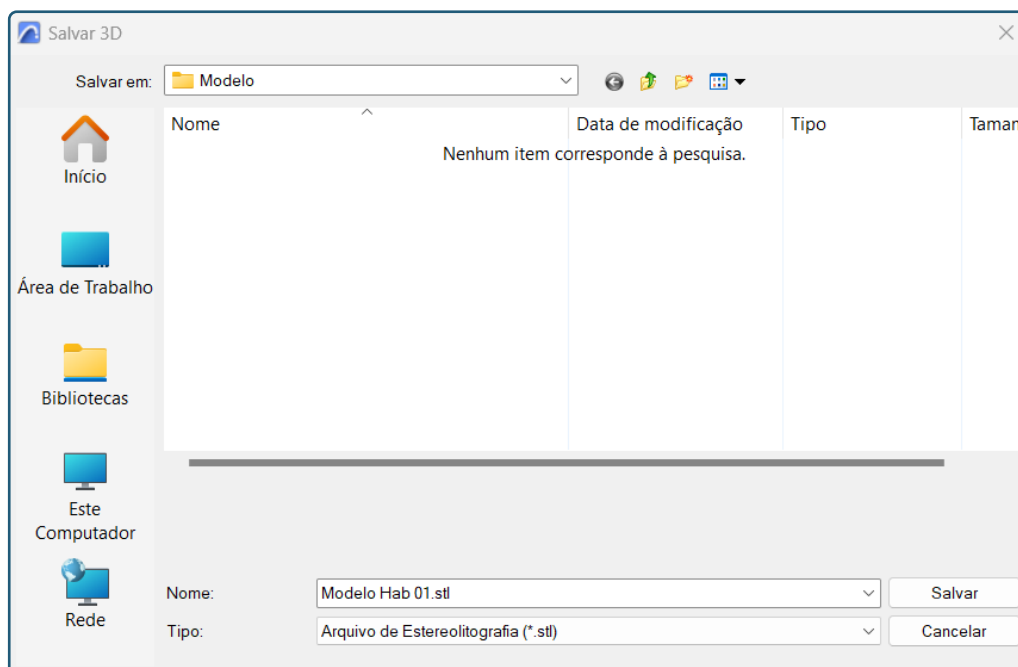 Salvar 3D
Salvar em: Modelo
Nome Data de modificação Tipo Taman
Nenhum item corresponde à pesquisa.
Início
Área de Trabalho
Bibliotecas
Este
Computador
Rede
Nome: Modelo Hab 01.stl Salvar
Tipo: Arquivo de Estereolitografia (*.stl) Cancelar